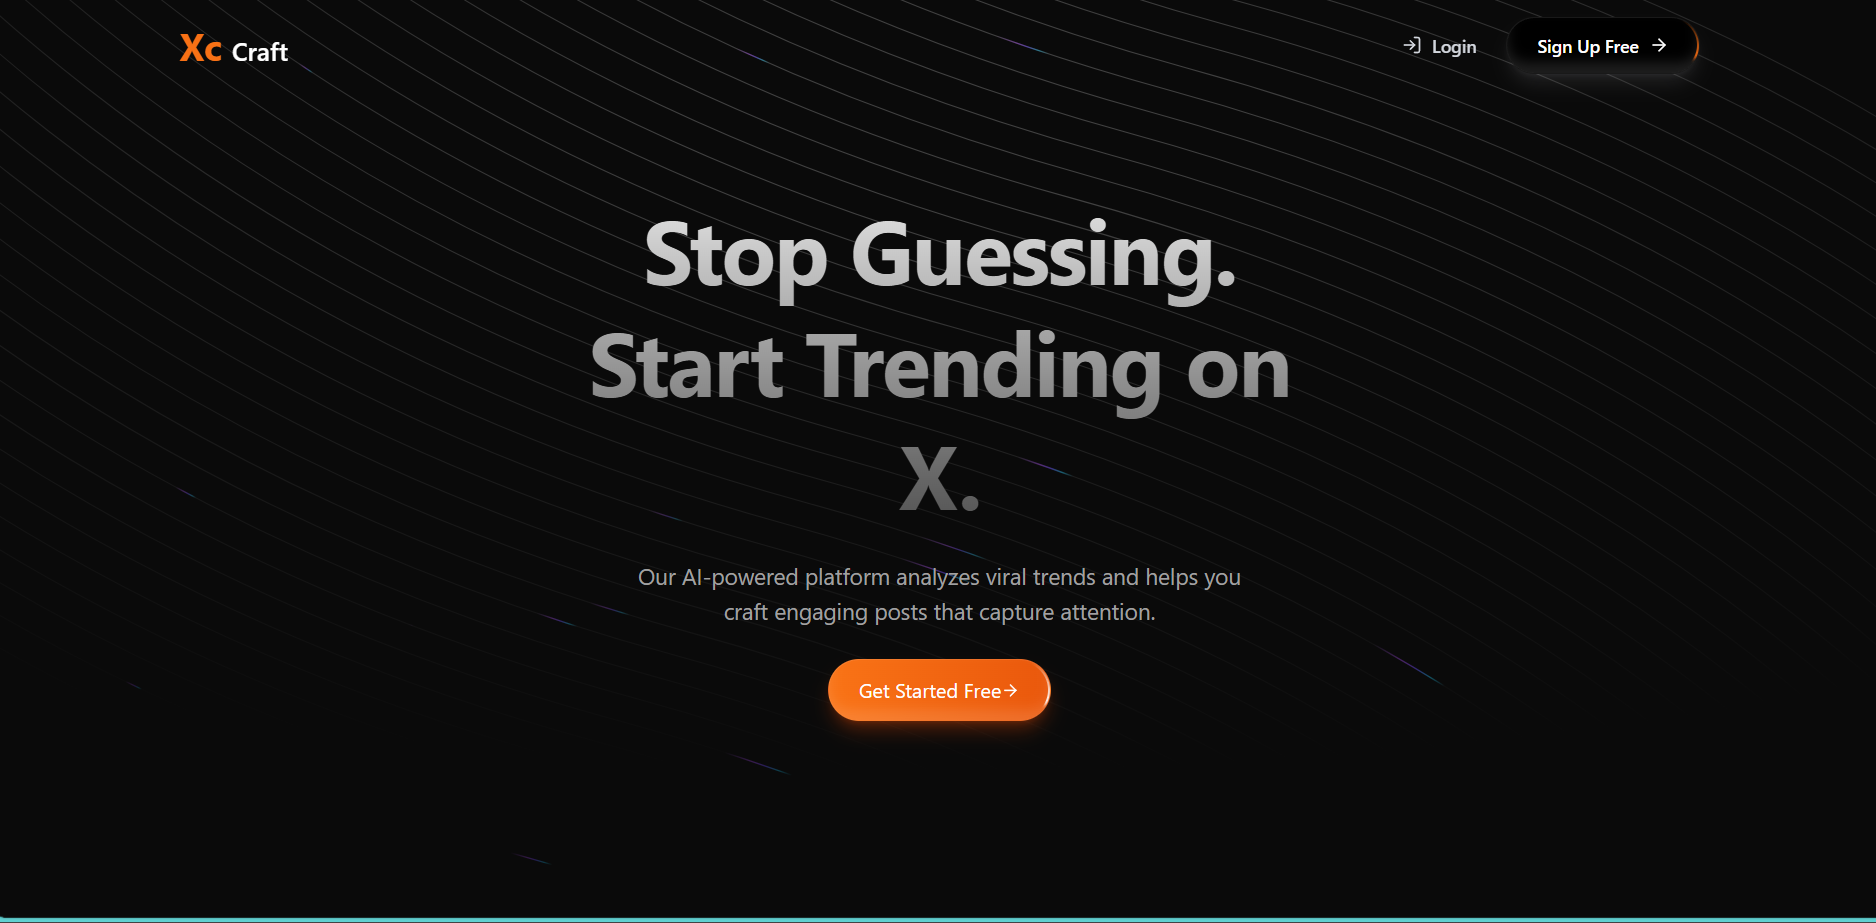 Xc Craft
Login
Sign Up Free
Stop Guessing.
Start Trending on
X.
Our AI-powered platform analyzes viral trends and helps you
craft engaging posts that capture attention.
Get Started Free